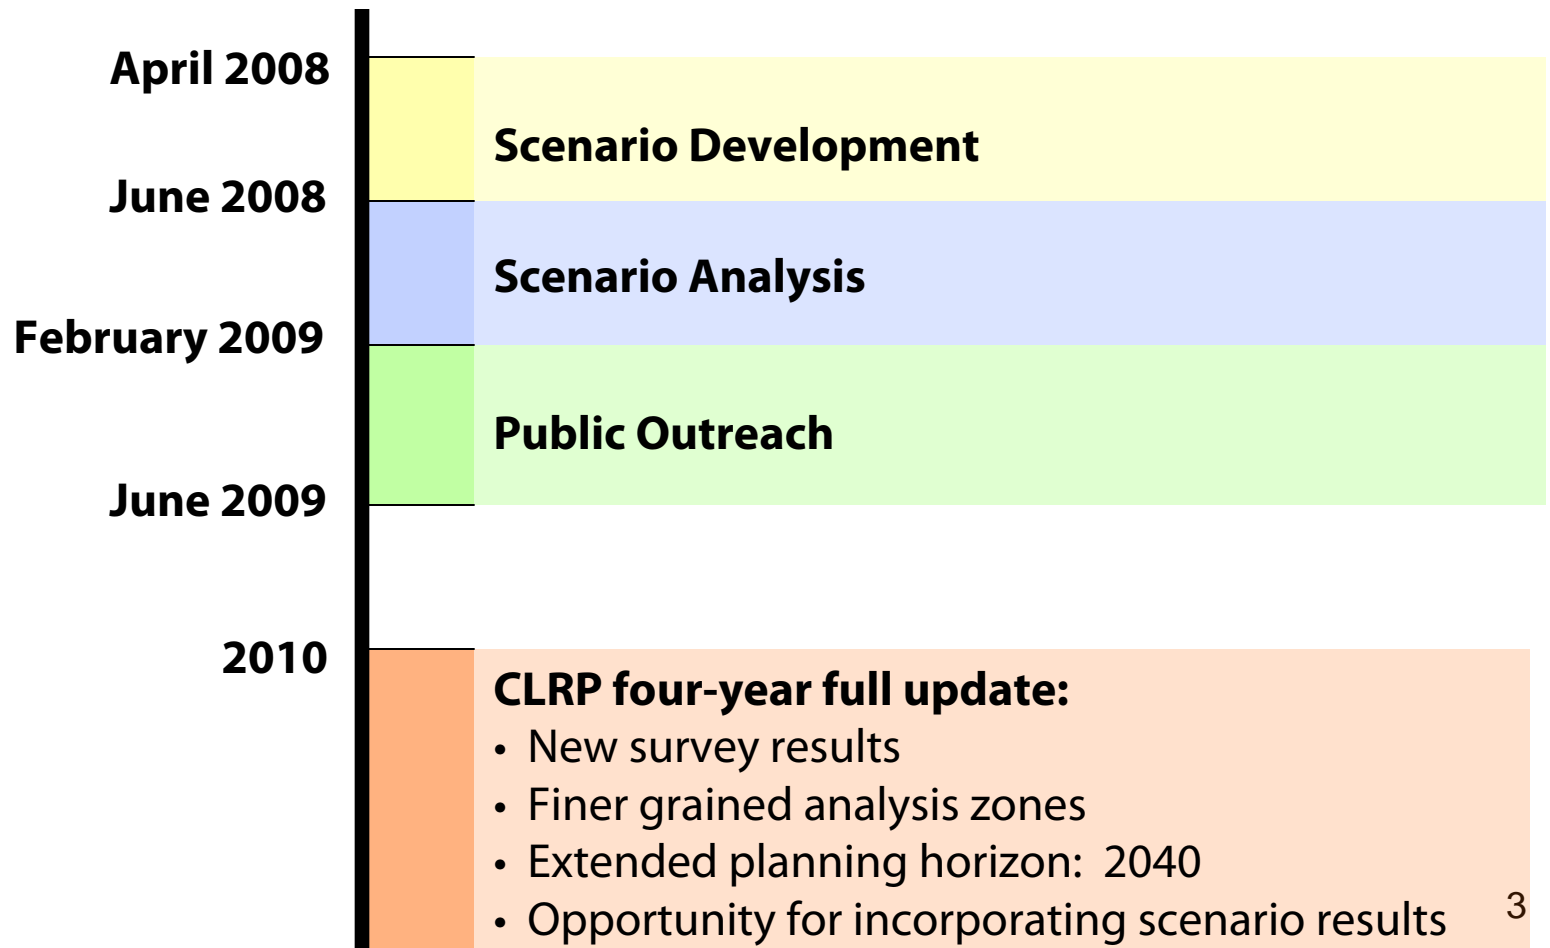 April 2008
Scenario Development
June 2008
Scenario Analysis
February 2009
Public Outreach
June 2009
2010
CLRP four-year full update:
• New survey results
• Finer grained analysis zones
• Extended planning horizon: 2040
• Opportunity for incorporating scenario results
3